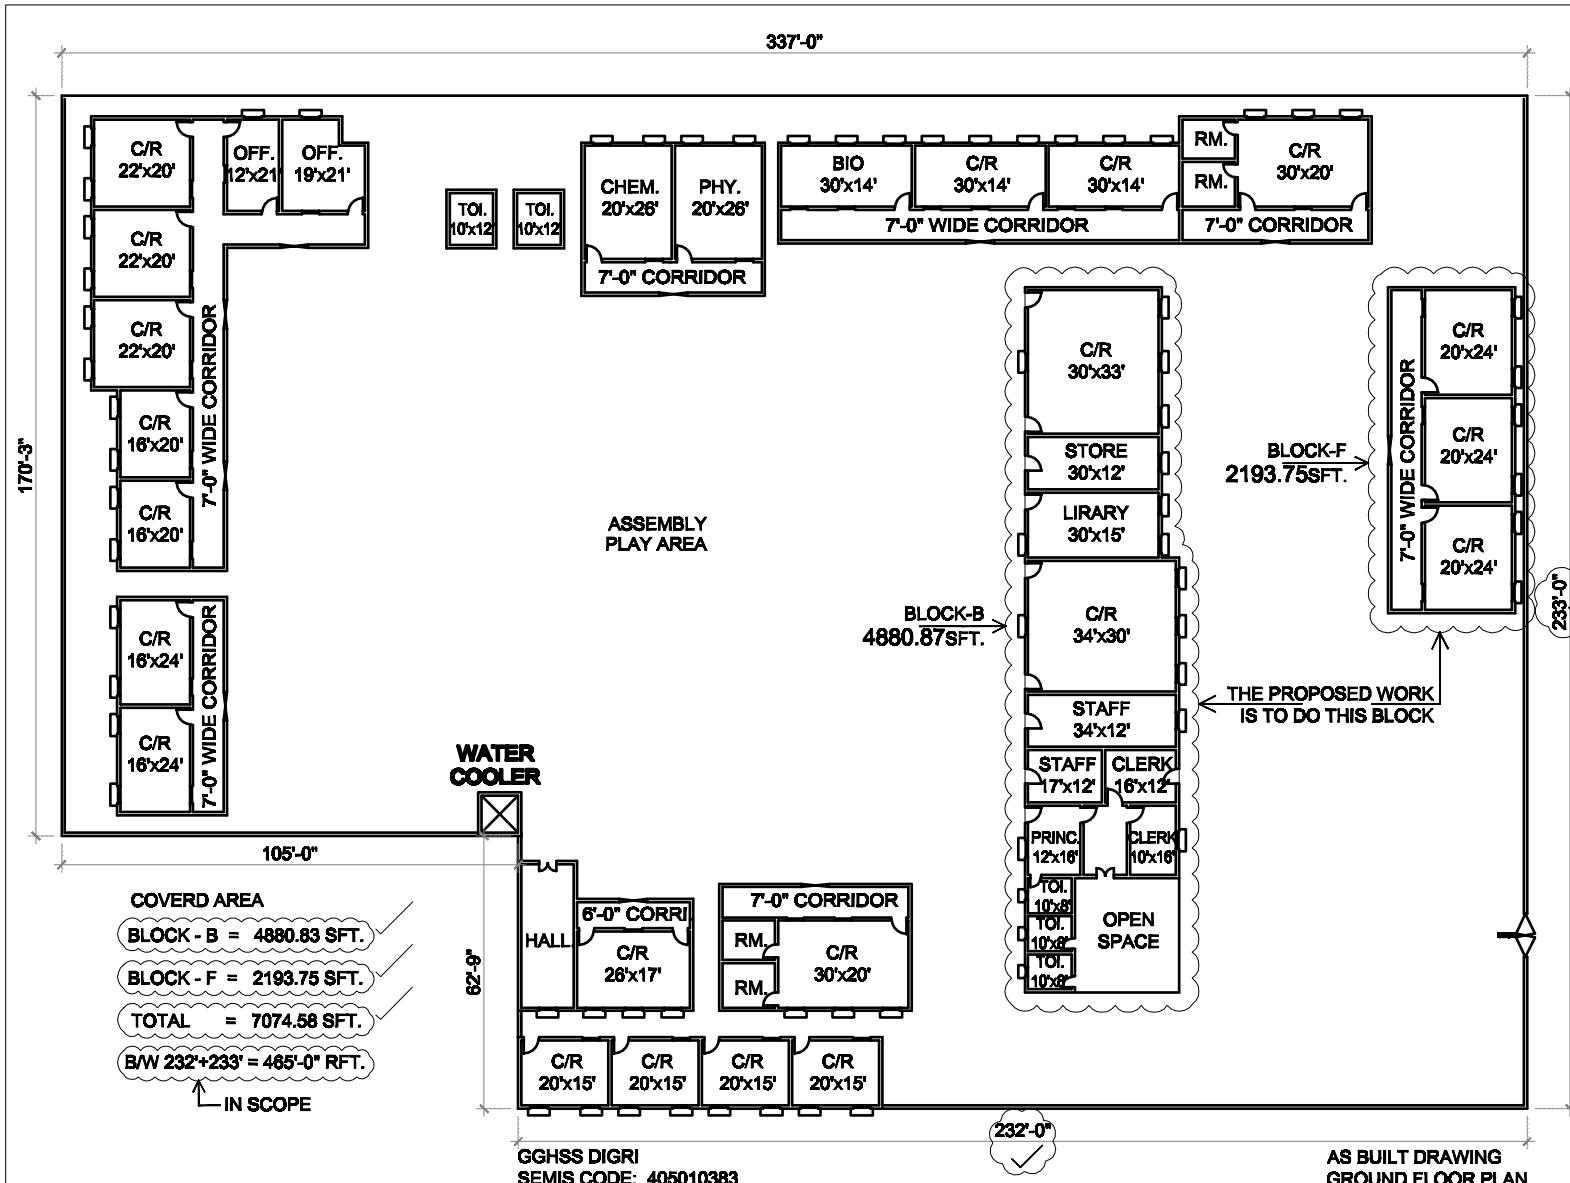 337'-0"
170'-3"
C/R
22'x20'
C/R
22'x20'
C/R
22'x20'
C/R
16'x20'
C/R
16'x20'
7'-0" WIDE CORRIDOR
OFF.
12'x21'
OFF.
19'x21'
TOI.
10'x12'
TOI.
10'x12'
CHEM.
20'x26'
PHY.
20'x26'
7'-0" CORRIDOR
BIO
30'x14'
C/R
30'x14'
C/R
30'x14'
7'-0" WIDE CORRIDOR
RM.
RM.
C/R
30'x20'
7'-0" CORRIDOR
C/R
16'x24'
C/R
16'x24'
7'-0" WIDE CORRIDOR
ASSEMBLY
PLAY AREA
C/R
30'x33'
STORE
30'x12'
LIRARY
30'x15'
C/R
34'x30'
STAFF
34'x12'
STAFF
17'x12'
CLERK
16'x12'
PRINC.
12'x16'
CLERK
10'x16'
TOI.
10'x8'
TOI.
10'x8'
TOI.
10'x8'
OPEN
SPACE
BLOCK-B
4880.87SFT.
BLOCK-F
2193.75SFT.
7'-0" WIDE CORRIDOR
C/R
20'x24'
C/R
20'x24'
C/R
20'x24'
233'-0"
THE PROPOSED WORK
IS TO DO THIS BLOCK
WATER
COOLER
105'-0"
62'-9"
COVERD AREA
BLOCK - B = 4880.83 SFT.
BLOCK - F = 2193.75 SFT.
TOTAL = 7074.58 SFT.
B/W 232'+233' = 465'-0" RFT.
IN SCOPE
HALL
6'-0" CORRI.
C/R
26'x17'
7'-0" CORRIDOR
RM.
RM.
C/R
30'x20'
C/R
20'x15'
C/R
20'x15'
C/R
20'x15'
C/R
20'x15'
232'-0"
GGHSS DIGRI
SEMIS CODE: 405010383
AS BUILT DRAWING
GROUND FLOOR PLAN